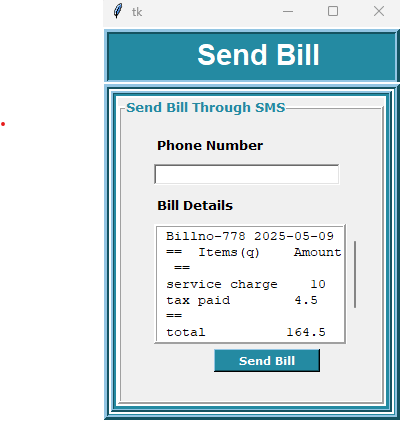 tk
Send Bill
Send Bill Through SMS
Phone Number
Bill Details
Billno-778 2025-05-09
==  Items(q)    Amount
 ==
service charge    10
tax paid        4.5
==
total          164.5
Send Bill